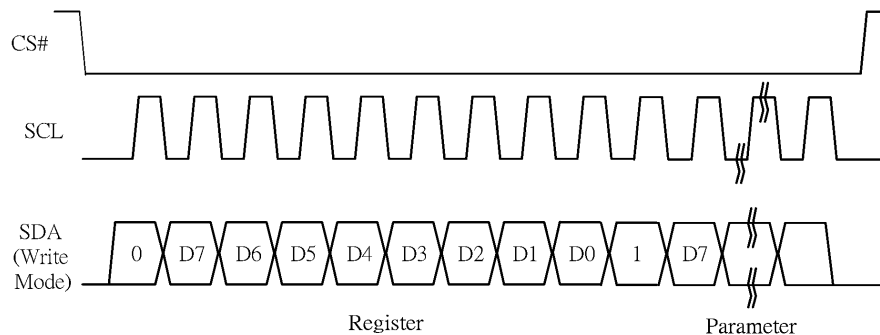 CS#
SCL
SDA
(Write
Mode)
0 D7 D6 D5 D4 D3 D2 D1 D0 1 D7
Register Parameter